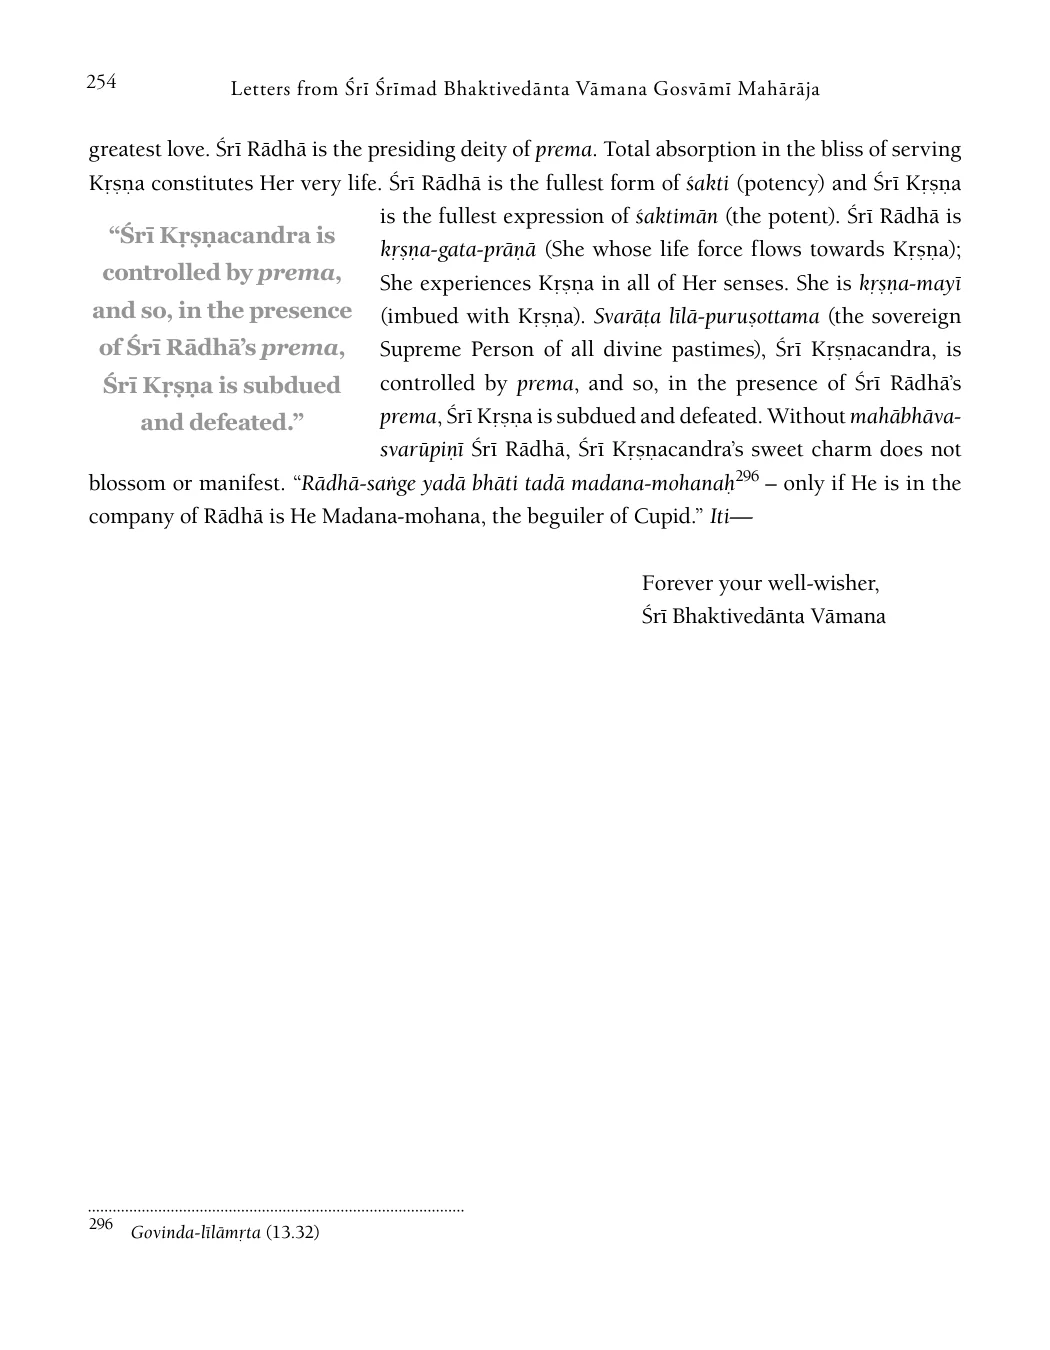 254
Letters from Śrī Śrīmad Bhaktivedānta Vāmana Gosvāmī Mahārāja
greatest love. Śrī Rādhā is the presiding deity of prema. Total absorption in the bliss of serving
Kṛṣṇa constitutes Her very life. Śrī Rādhā is the fullest form of śakti (potency) and Śrī Kṛṣṇa
is the fullest expression of śaktimān (the potent). Śrī Rādhā is
kṛṣṇa-gata-prāṇā (She whose life force flows towards Kṛṣṇa);
She experiences Kṛṣṇa in all of Her senses. She is kṛṣṇa-mayī
(imbued with Kṛṣṇa). Svarāṭa līlā-puruṣottama (the sovereign
Supreme Person of all divine pastimes), Śrī Kṛṣṇacandra, is
controlled by prema, and so, in the presence of Śrī Rādhā’s
prema, Śrī Kṛṣṇa is subdued and defeated. Without mahābhāva-
svarūpiṇī Śrī Rādhā, Śrī Kṛṣṇacandra’s sweet charm does not
blossom or manifest. “Rādhā-saṅge yadā bhāti tadā madana-mohanaḥ296 – only if He is in the
company of Rādhā is He Madana-mohana, the beguiler of Cupid.” Iti—
“Śrī Kṛṣṇacandra is
controlled by prema,
and so, in the presence
of Śrī Rādhā’s prema,
Śrī Kṛṣṇa is subdued
and defeated.”
Forever your well-wisher,
Śrī Bhaktivedānta Vāmana
296 Govinda-līlāmṛta (13.32)